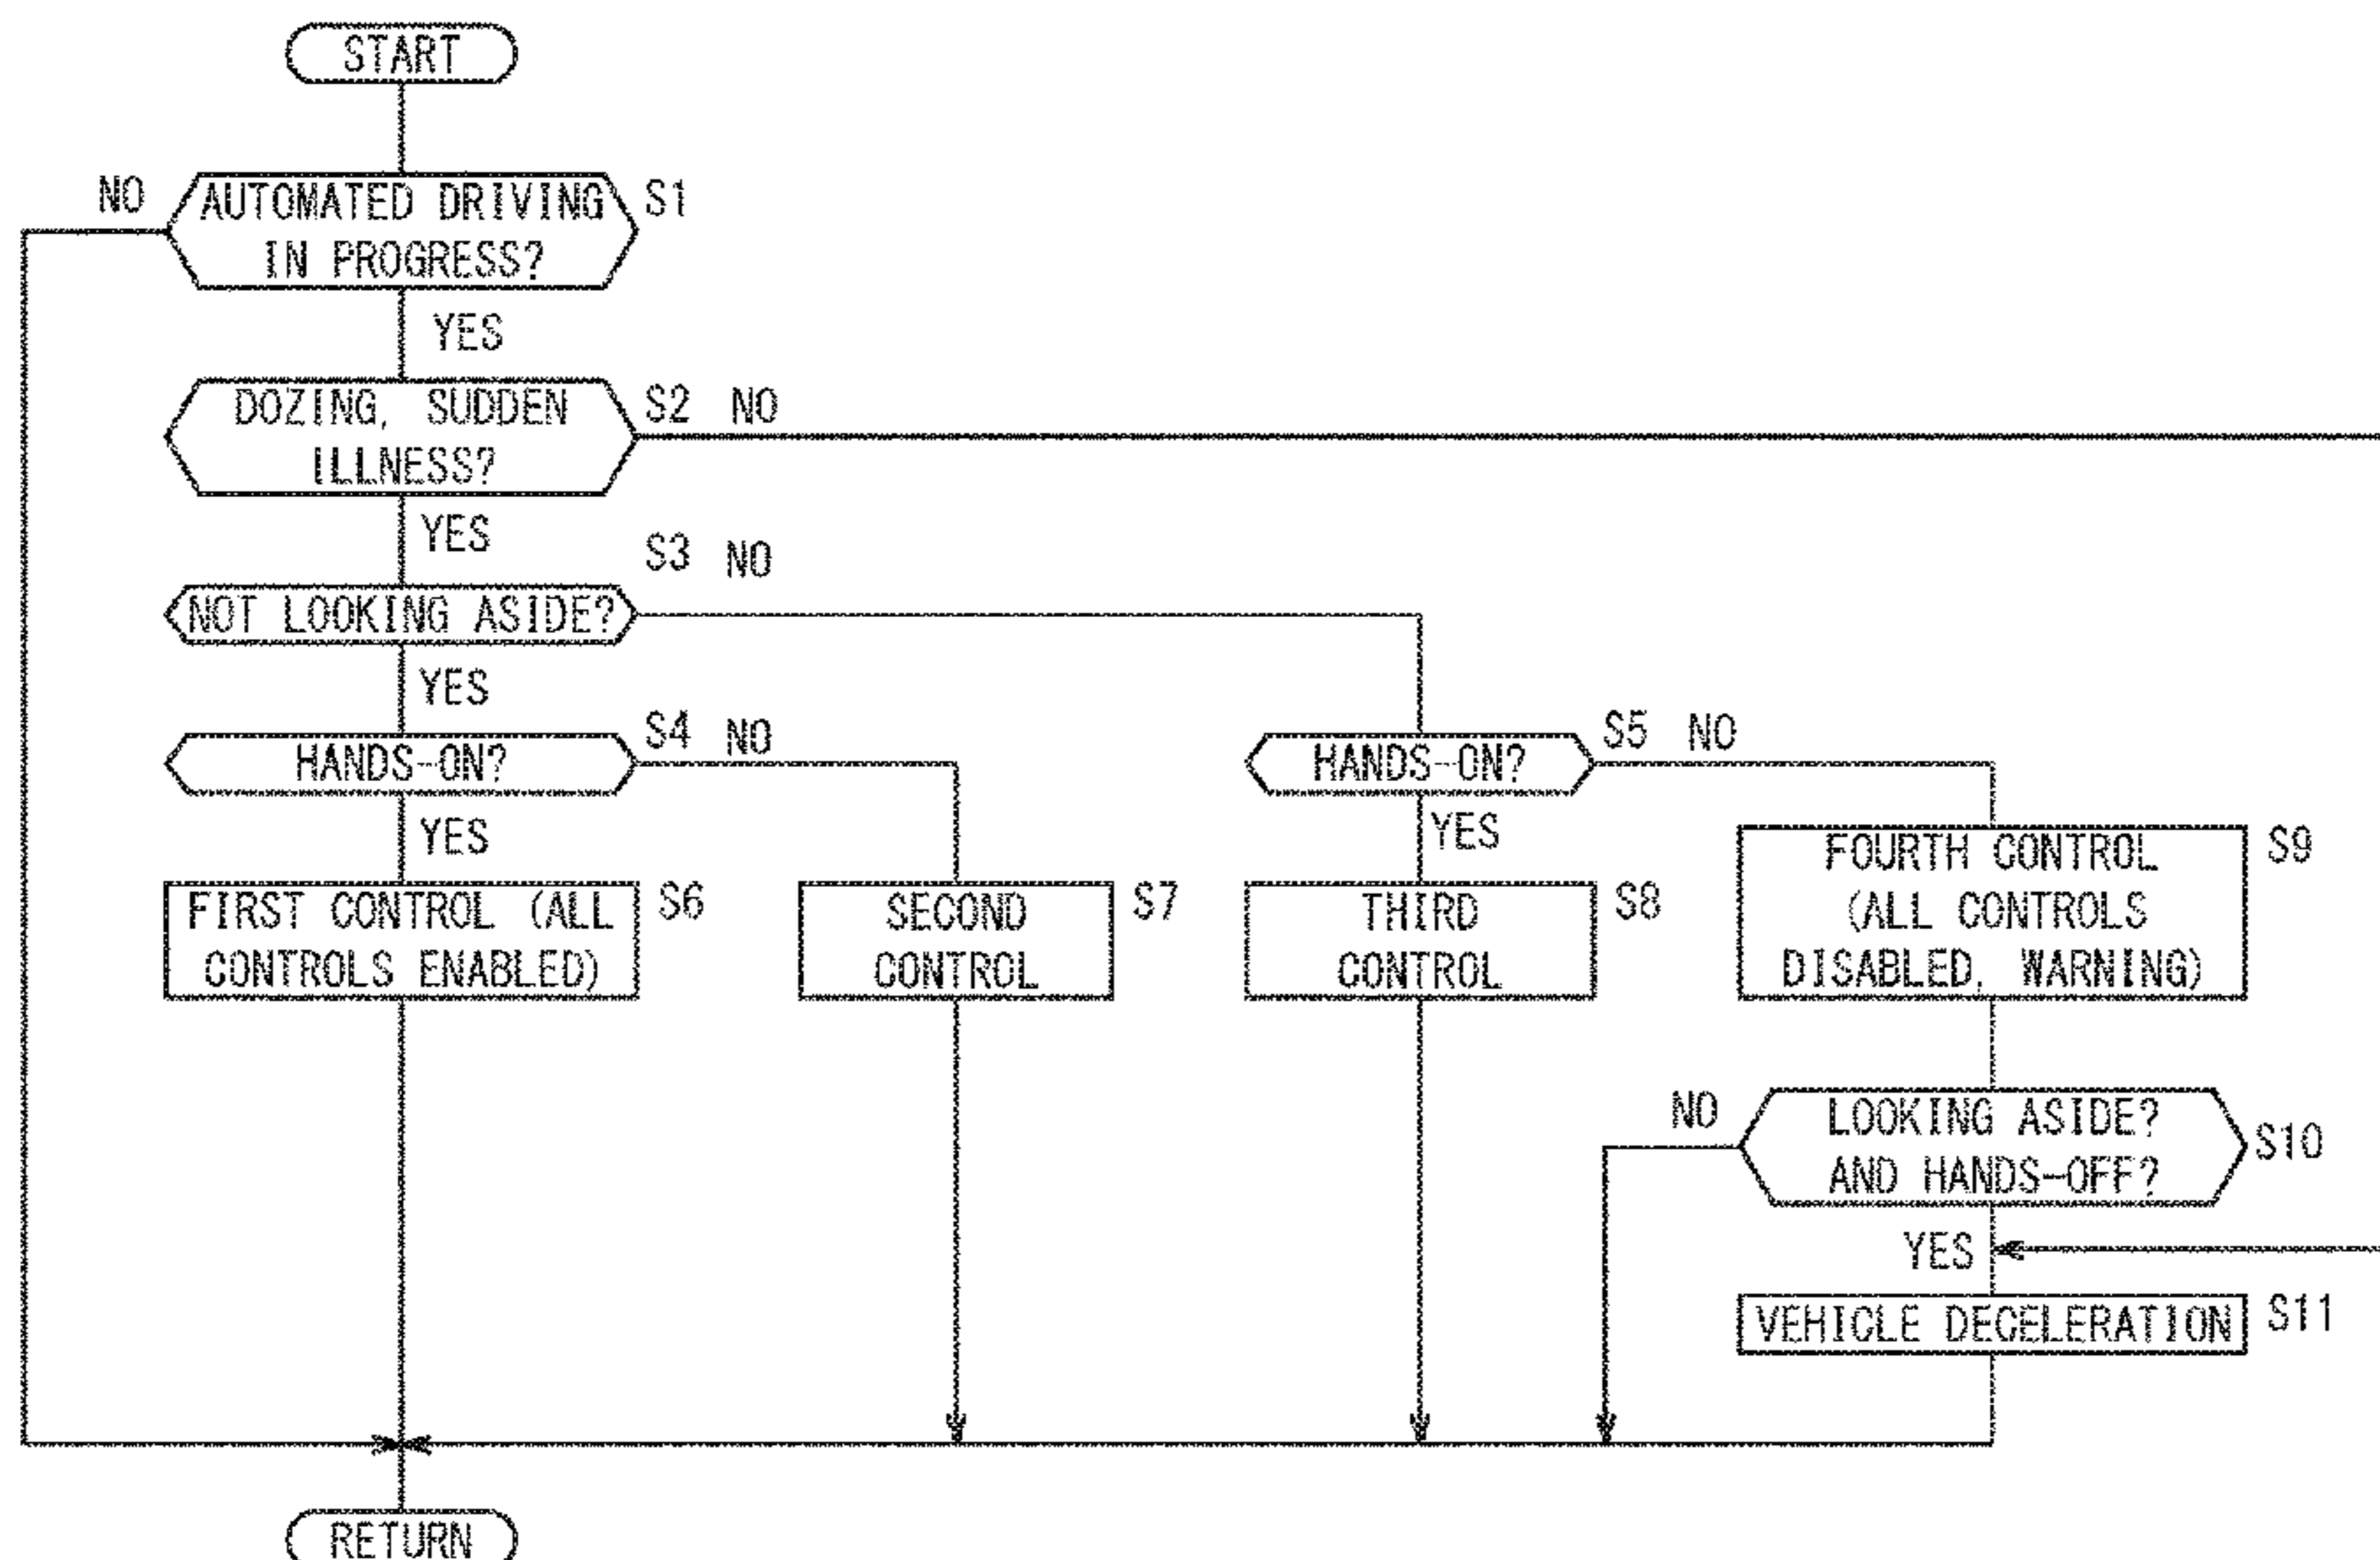 START
NO
AUTOMATED DRIVING
IN PROGRESS?
S1
YES
DOZING, SUDDEN
ILLNESS?
S2 NO
YES
S3 NO
NOT LOOKING ASIDE?
YES
HANDS-ON?
S4 NO
HANDS-ON?
S5 NO
YES
YES
FIRST CONTROL (ALL
CONTROLS ENABLED)
S6
SECOND
CONTROL
S7
THIRD
CONTROL
S8
FOURTH CONTROL
(ALL CONTROLS
DISABLED, WARNING)
S9
NO
LOOKING ASIDE?
AND HANDS-OFF?
S10
YES
VEHICLE DECELERATION
S11
RETURN